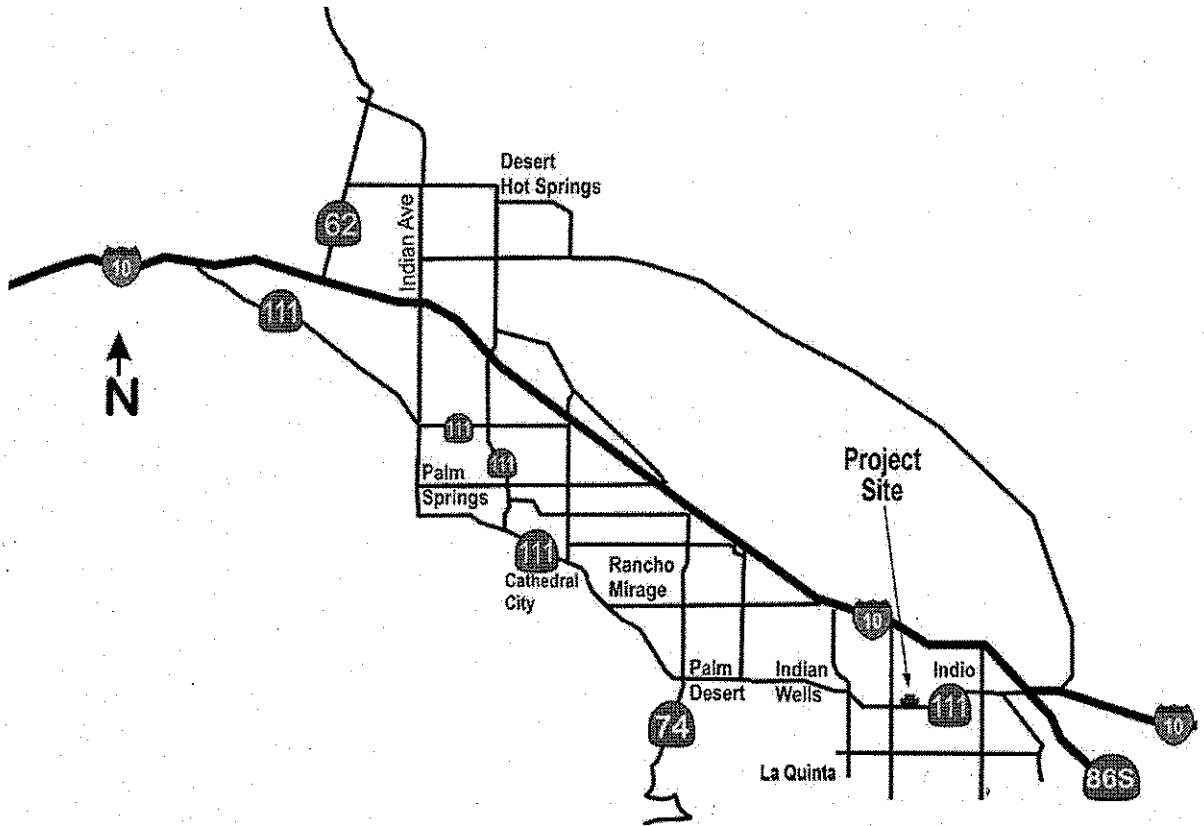 Desert
Hot Springs
62
Indian Ave
10
111
N
111
111
Palm
Springs
Project
Site
111
Cathedral
City
Rancho
Mirage
10
Palm
Desert
Indian
Wells
Indio
111
74
10
La Quinta
86S